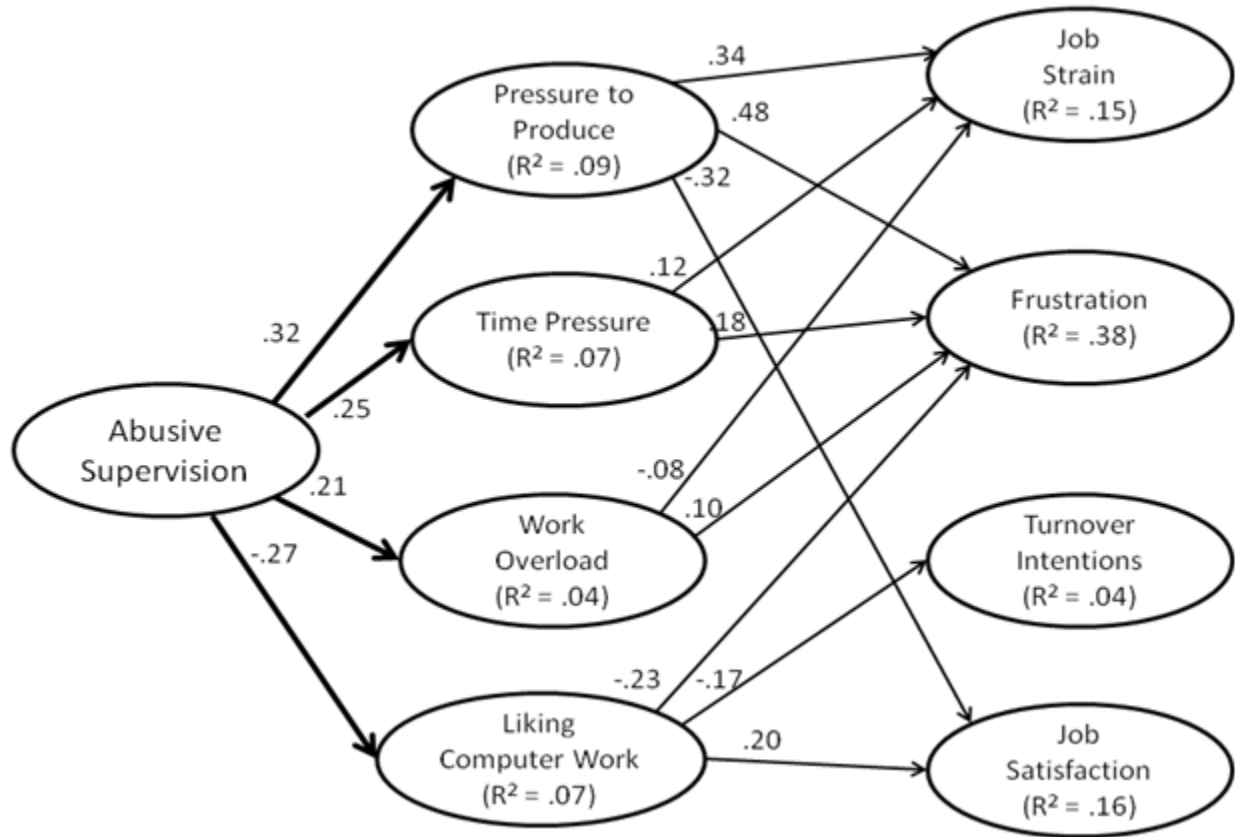 Job
Strain
(R² = .15)
.34
Pressure to
Produce
(R² = .09)
.48
-.32
.12
Frustration
(R² = .38)
Time Pressure
(R² = .07)
.18
.32
.25
Abusive
Supervision
.21
-.27
-.08
.10
Work
Overload
(R² = .04)
Turnover
Intentions
(R² = .04)
-.23
-.17
Liking
Computer Work
(R² = .07)
.20
Job
Satisfaction
(R² = .16)